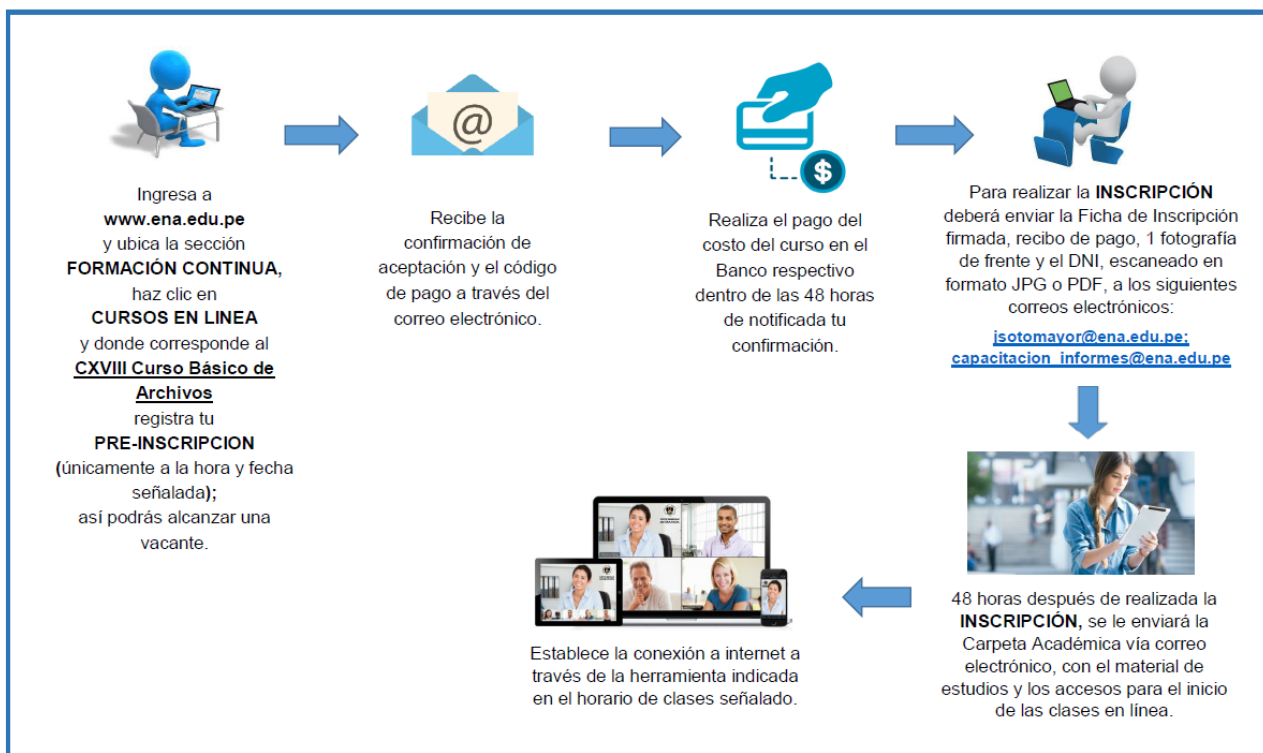 Ingresa a
www.ena.edu.pe
y ubica la sección
FORMACIÓN CONTINUA,
haz clic en
CURSOS EN LINEA
y donde corresponde al
CXVIII Curso Básico de
Archivos
registra tu
PRE-INSCRIPCION
(únicamente a la hora y fecha
señalada);
así podrás alcanzar una
vacante.
@
Recibe la
confirmación de
aceptación y el código
de pago a través del
correo electrónico.
$
Realiza el pago del
costo del curso en el
Banco respectivo
dentro de las 48 horas
de notificada tu
confirmación.
Para realizar la INSCRIPCIÓN
deberá enviar la Ficha de Inscripción
firmada, recibo de pago, 1 fotografía
de frente y el DNI, escaneado en
formato JPG o PDF, a los siguientes
correos electrónicos:
jsotomayor@ena.edu.pe;
capacitacion_informes@ena.edu.pe
48 horas después de realizada la
INSCRIPCIÓN, se le enviará la
Carpeta Académica vía correo
electrónico, con el material de
estudios y los accesos para el inicio
de las clases en línea.
Establece la conexión a internet a
través de la herramienta indicada
en el horario de clases señalado.